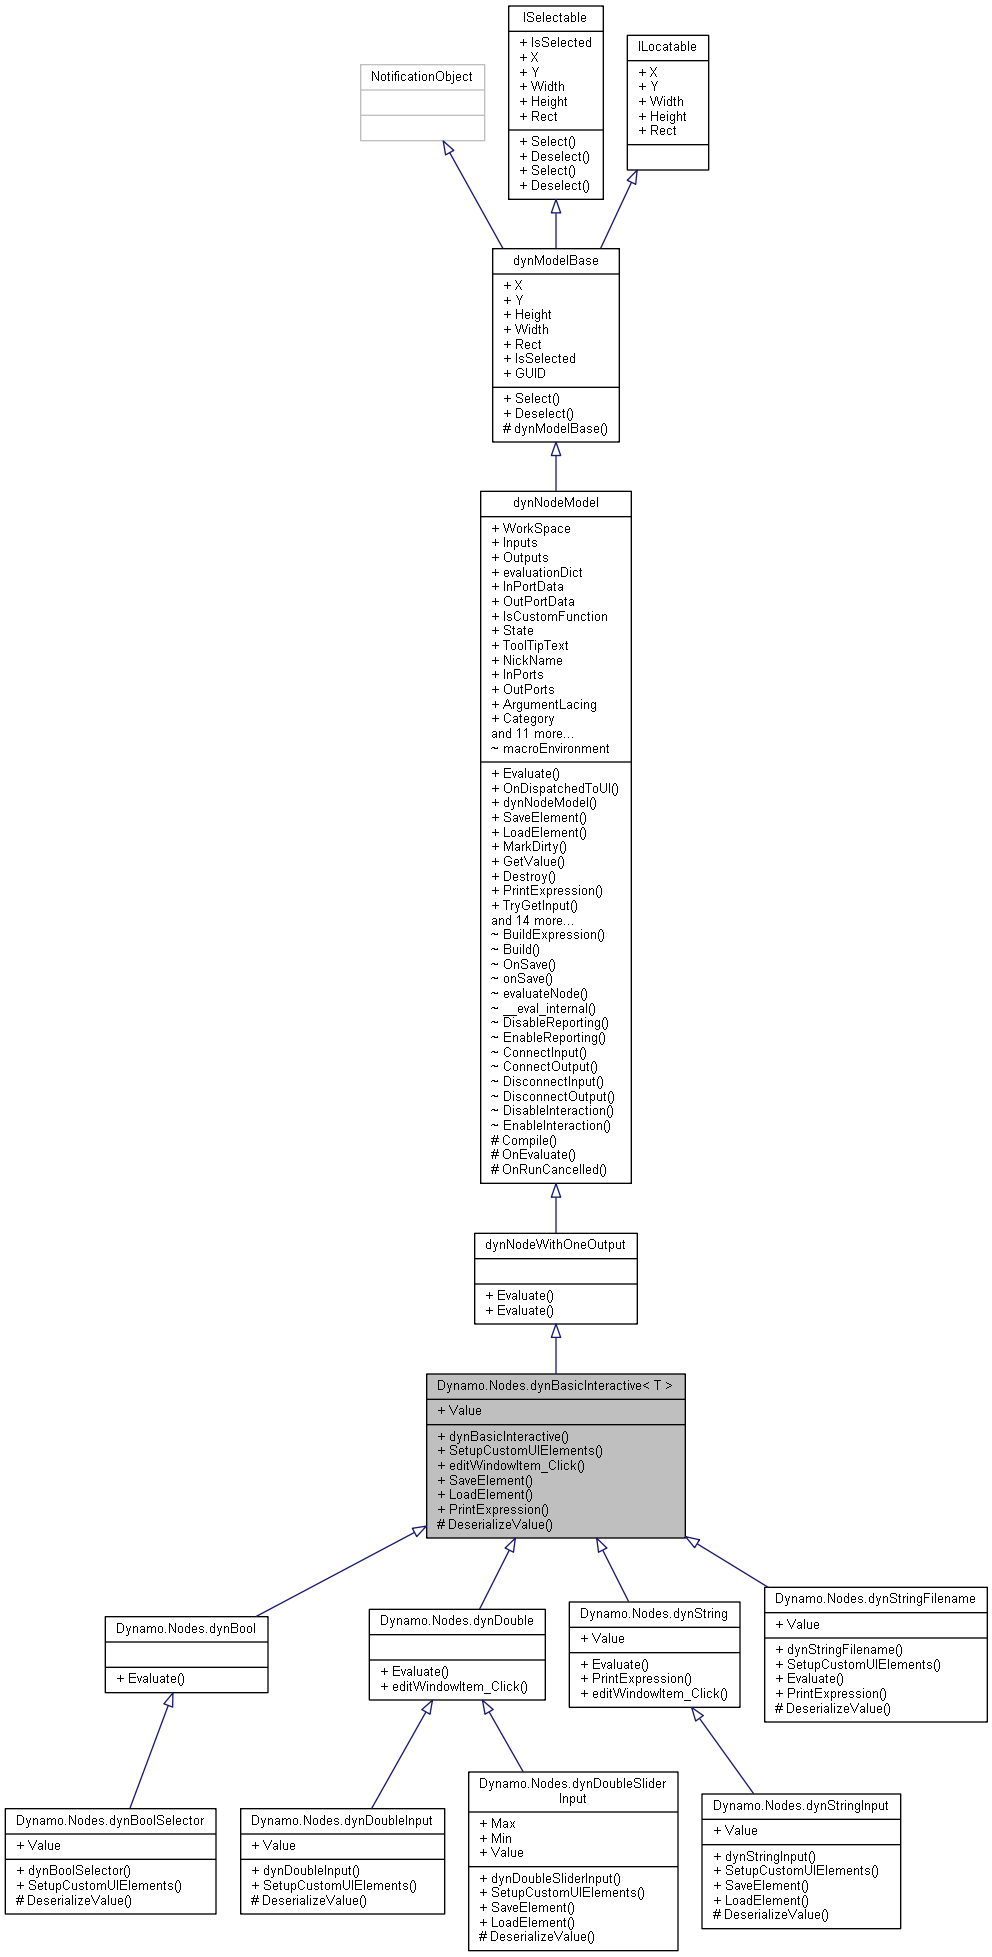 ISelectable
+ IsSelected
+ X
+ Y
+ Width
+ Height
+ Rect
+ Select()
+ Deselect()
+ Select()
+ Deselect()
ILocatable
+ X
+ Y
+ Width
+ Height
+ Rect
NotificationObject
dynModelBase
+ X
+ Y
+ Height
+ Width
+ Rect
+ IsSelected
+ GUID
+ Select()
+ Deselect()
# dynModelBase()
dynNodeModel
+ WorkSpace
+ Inputs
+ Outputs
+ evaluationDict
+ InPortData
+ OutPortData
+ IsCustomFunction
+ State
+ ToolTipText
+ NickName
+ InPorts
+ OutPorts
+ ArgumentLacing
+ Category
and 11 more...
~ macroEnvironment
+ Evaluate()
+ OnDispatchedToUI()
+ dynNodeModel()
+ SaveElement()
+ LoadElement()
+ MarkDirty()
+ GetValue()
+ Destroy()
+ PrintExpression()
+ TryGetInput()
and 14 more...
~ BuildExpression()
~ Build()
~ OnSave()
~ onSave()
~ evaluateNode()
~ __eval_internal()
~ DisableReporting()
~ EnableReporting()
~ ConnectInput()
~ ConnectOutput()
~ DisconnectInput()
~ DisconnectOutput()
~ DisableInteraction()
~ EnableInteraction()
# Compile()
# OnEvaluate()
# OnRunCancelled()
dynNodeWithOneOutput
+ Evaluate()
+ Evaluate()
Dynamo.Nodes.dynBasicInteractive< T >
+ Value
+ dynBasicInteractive()
+ SetupCustomUIElements()
+ editWindowItem_Click()
+ SaveElement()
+ LoadElement()
+ PrintExpression()
# DeserializeValue()
Dynamo.Nodes.dynBool
+ Evaluate()
Dynamo.Nodes.dynDouble
+ Evaluate()
+ editWindowItem_Click()
Dynamo.Nodes.dynString
+ Value
+ Evaluate()
+ PrintExpression()
+ editWindowItem_Click()
Dynamo.Nodes.dynStringFilename
+ Value
+ dynStringFilename()
+ SetupCustomUIElements()
+ Evaluate()
+ PrintExpression()
# DeserializeValue()
Dynamo.Nodes.dynBoolSelector
+ Value
+ dynBoolSelector()
+ SetupCustomUIElements()
# DeserializeValue()
Dynamo.Nodes.dynDoubleInput
+ Value
+ dynDoubleInput()
+ SetupCustomUIElements()
# DeserializeValue()
Dynamo.Nodes.dynDoubleSlider
Input
+ Max
+ Min
+ Value
+ dynDoubleSliderInput()
+ SetupCustomUIElements()
+ SaveElement()
+ LoadElement()
# DeserializeValue()
Dynamo.Nodes.dynStringInput
+ Value
+ dynStringInput()
+ SetupCustomUIElements()
+ SaveElement()
+ LoadElement()
# DeserializeValue()